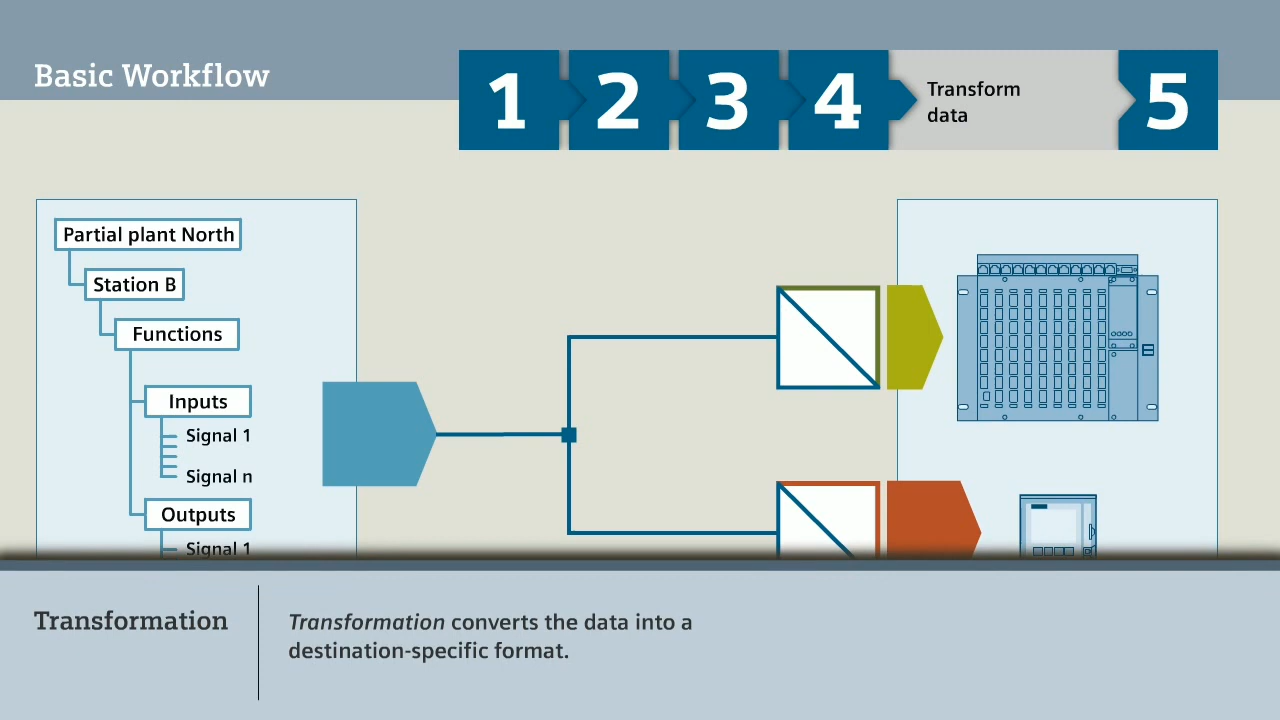 Basic Workflow
1 2 3 4
Transform
data
5
Partial plant North
Station B
Functions
Inputs
Signal 1
Signal n
Outputs
Signal 1
Transformation
Transformation converts the data into a
destination-specific format.